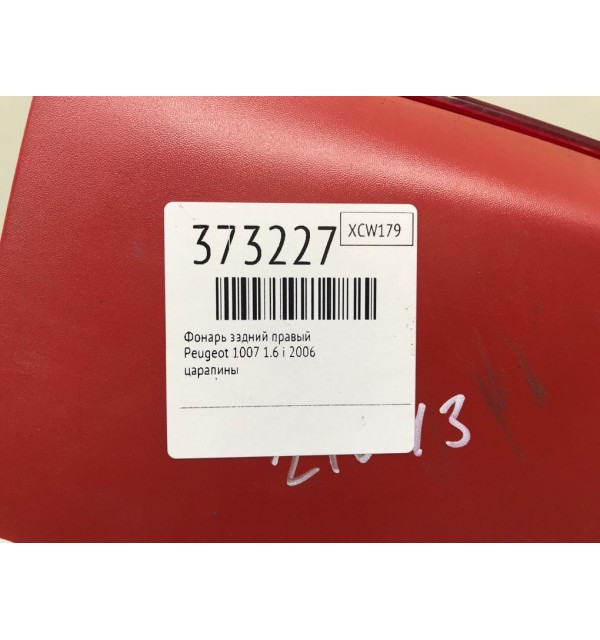 373227
XCW179
Фонарь задний правый
Peugeot 1007 1.6 i 2006
царапины